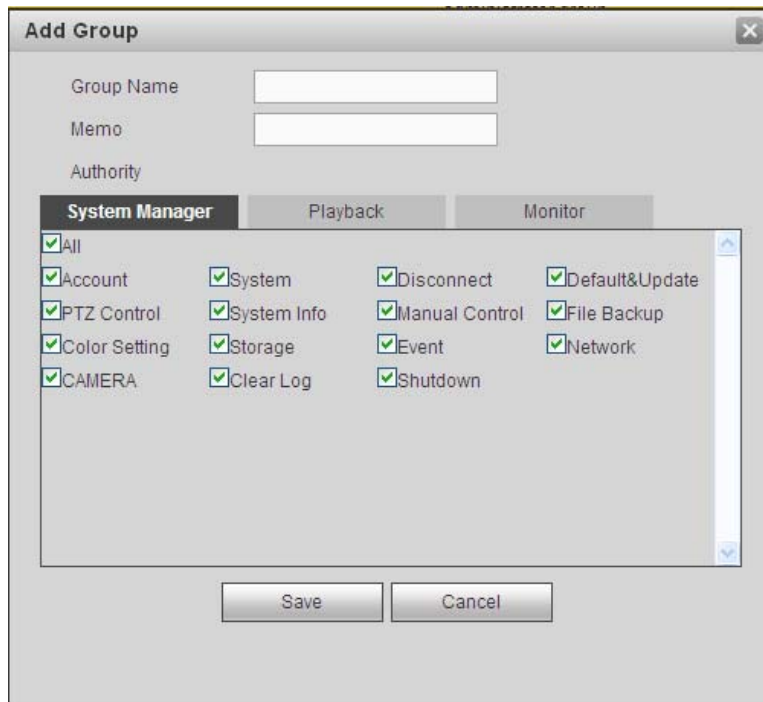 Add Group
Group Name
Memo
Authority
System Manager Playback Monitor
All
Account System Disconnect Default&Update
PTZ Control System Info Manual Control File Backup
Color Setting Storage Event Network
CAMERA Clear Log Shutdown
Save Cancel